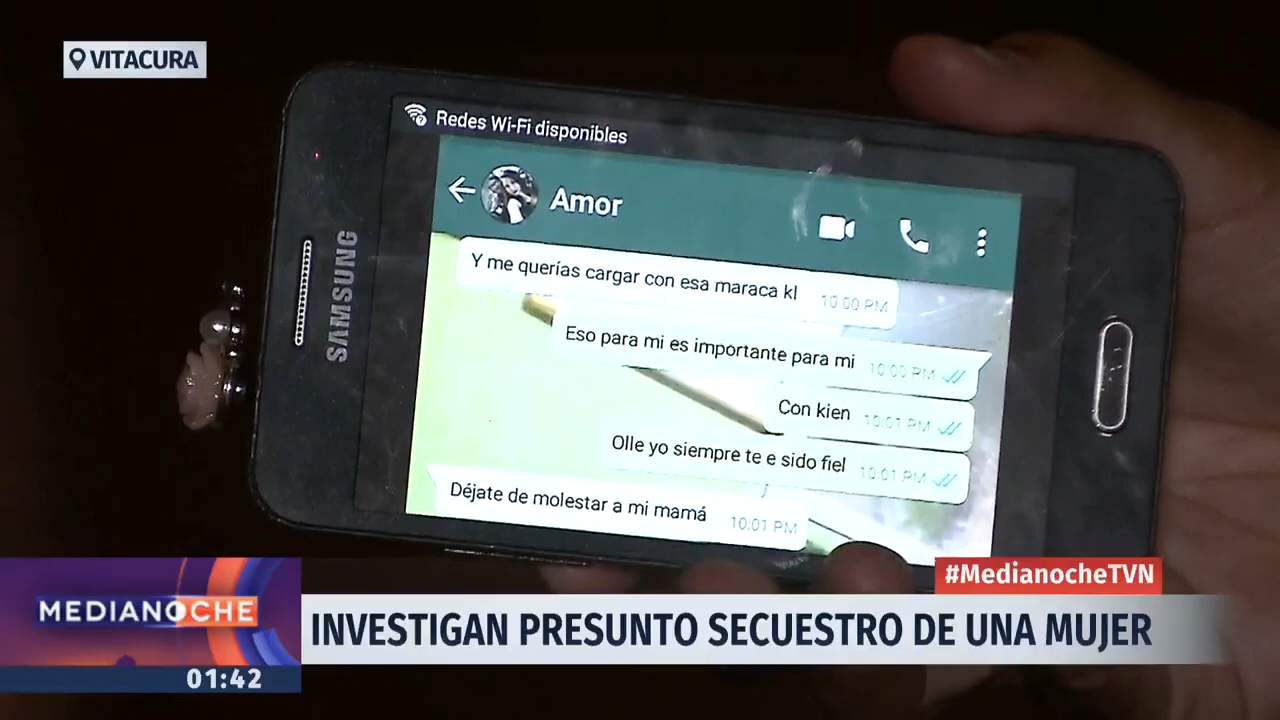 VITACURA
Redes Wi-Fi disponibles
SAMSUNG
Amor
Y me querías cargar con esa maraca kl 10:00 PM
Eso para mi es importante para mi 10:00 PM
Con kien 10:01 PM
Olle yo siempre te e sido fiel 10:01 PM
Déjate de molestar a mi mamá 10:01 PM
#MedianocheTVN
MEDIANOCHE
INVESTIGAN PRESUNTO SECUESTRO DE UNA MUJER
01:42